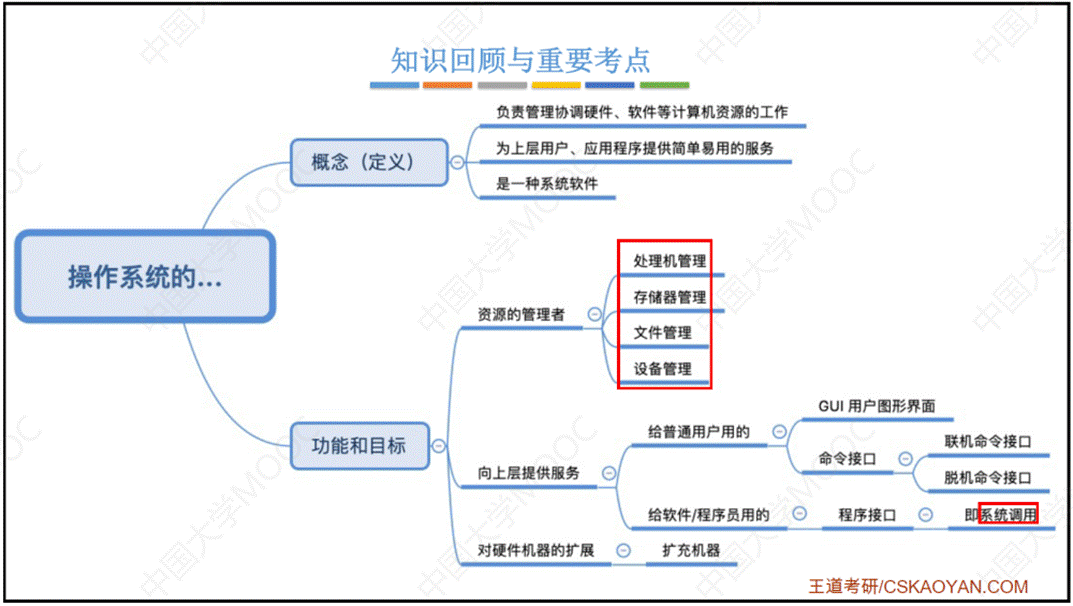 知识回顾与重要考点
负责管理协调硬件、软件等计算机资源的工作
概念（定义）
为上层用户、应用程序提供简单易用的服务
是一种系统软件
操作系统的...
处理机管理
存储器管理
资源的管理者
文件管理
设备管理
GUI 用户图形界面
给普通用户用的
联机命令接口
功能和目标
命令接口
向上层提供服务
脱机命令接口
给软件/程序员用的
程序接口
即系统调用
对硬件机器的扩展
扩充机器
王道考研/CSKAOYAN.COM
中国大学MOOC